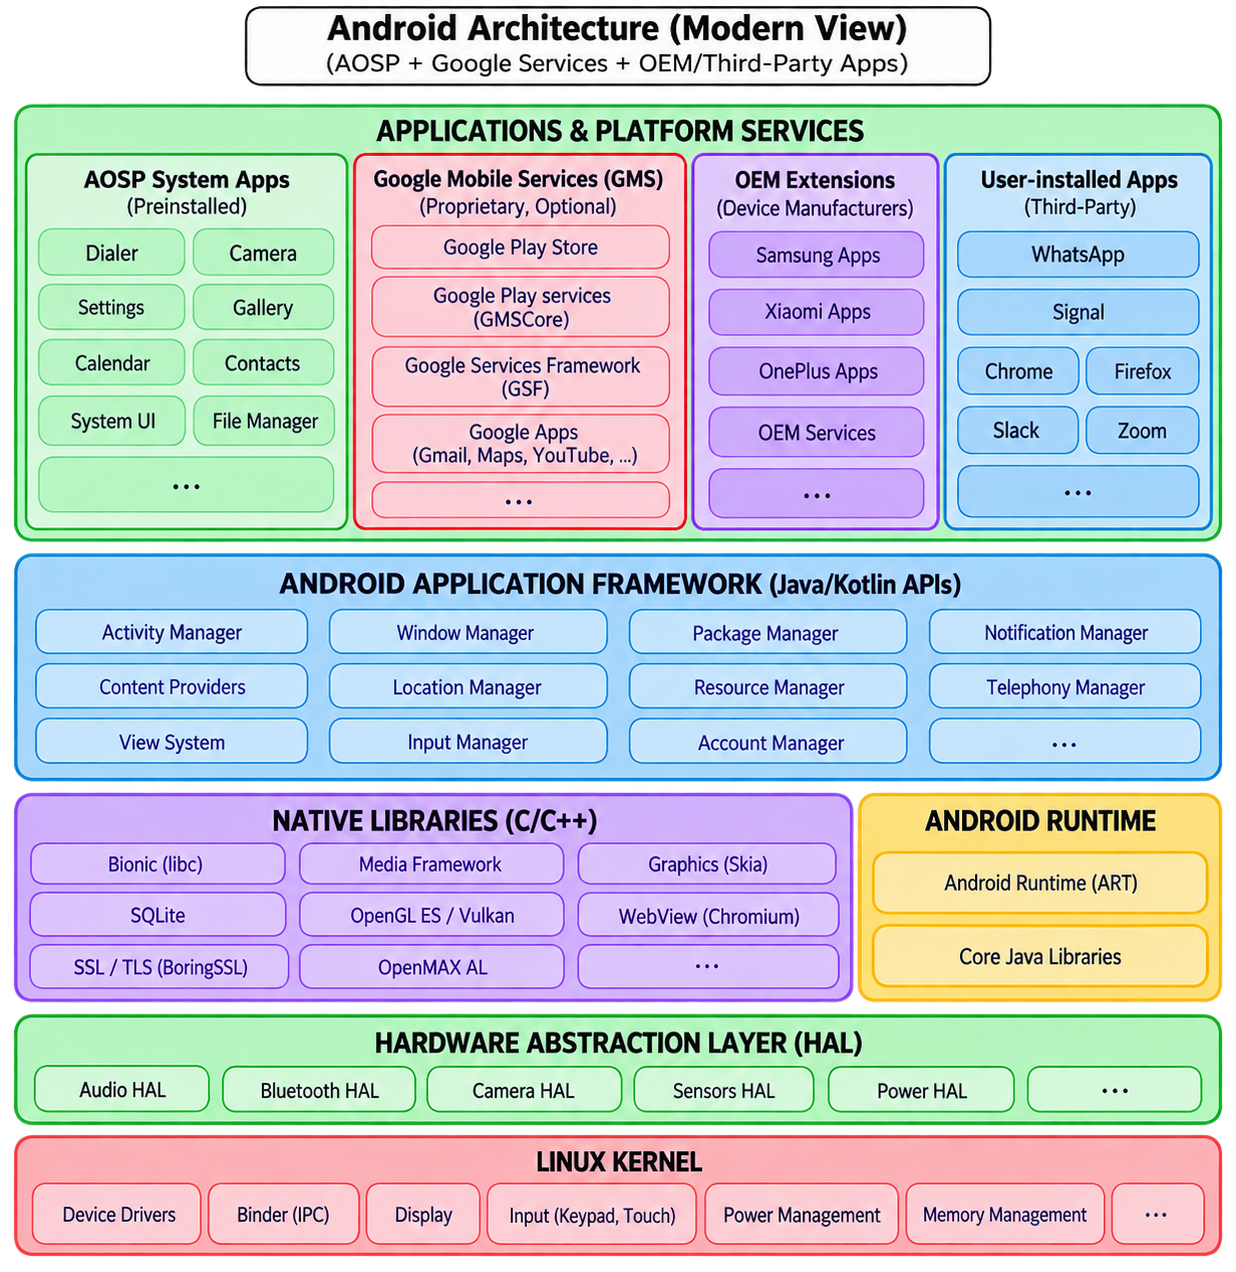 Android Architecture (Modern View)
(AOSP + Google Services + OEM/Third-Party Apps)
APPLICATIONS & PLATFORM SERVICES
AOSP System Apps
(Preinstalled)
Dialer
Camera
Settings
Gallery
Calendar
Contacts
System UI
File Manager
...
Google Mobile Services (GMS)
(Proprietary, Optional)
Google Play Store
Google Play services
(GMSCore)
Google Services Framework
(GSF)
Google Apps
(Gmail, Maps, YouTube, ...)
...
OEM Extensions
(Device Manufacturers)
Samsung Apps
Xiaomi Apps
OnePlus Apps
OEM Services
...
User-installed Apps
(Third-Party)
WhatsApp
Signal
Chrome
Firefox
Slack
Zoom
...
ANDROID APPLICATION FRAMEWORK (Java/Kotlin APIs)
Activity Manager
Window Manager
Package Manager
Notification Manager
Content Providers
Location Manager
Resource Manager
Telephony Manager
View System
Input Manager
Account Manager
...
NATIVE LIBRARIES (C/C++)
Bionic (libc)
Media Framework
Graphics (Skia)
SQLite
OpenGL ES / Vulkan
WebView (Chromium)
SSL / TLS (BoringSSL)
OpenMAX AL
...
ANDROID RUNTIME
Android Runtime (ART)
Core Java Libraries
HARDWARE ABSTRACTION LAYER (HAL)
Audio HAL
Bluetooth HAL
Camera HAL
Sensors HAL
Power HAL
...
LINUX KERNEL
Device Drivers
Binder (IPC)
Display
Input (Keypad, Touch)
Power Management
Memory Management
...